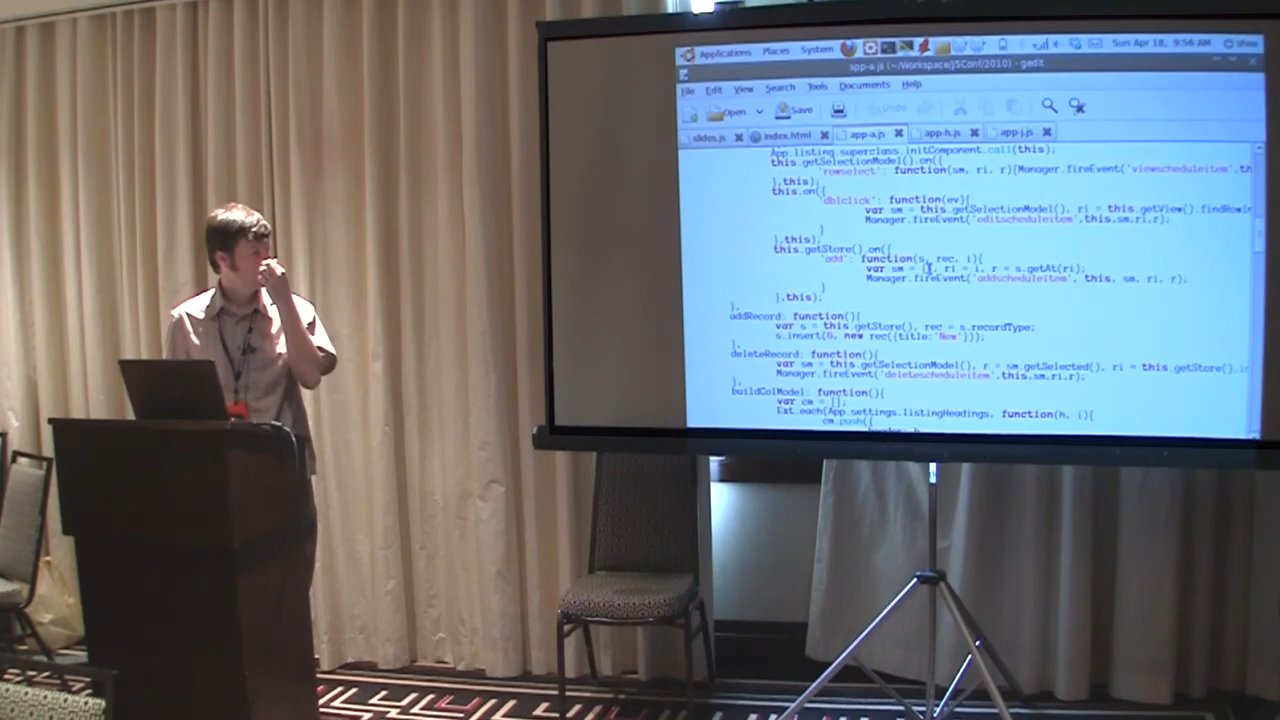 Applications Places System Sun Apr 18, 9:56 AM
app-a.js (~/Workspace/JSConf/2010) - gedit
File Edit View Search Tools Documents Help
Open Save Undo
slides.js index.html app-a.js app-h.js app-j.js
App.listing.superclass.initComponent.call(this);
this.getSelectionModel().on({
'rowselect': function(sm, ri, r){Manager.fireEvent('viewscheduleitem',th
},this);
this.on({
'dblclick': function(ev){
var sm = this.getSelectionModel(), ri = this.getView().findRowIn
Manager.fireEvent('editscheduleitem',this,sm,ri,r);
}
},this);
this.getStore().on({
'add': function(s, rec, i){
var sm = ri = i, r = s.getAt(ri);
Manager.fireEvent('addscheduleitem', this, sm, ri, r);
}
},this);
},
addRecord: function(){
var s = this.getStore(), rec = s.recordType;
s.insert(0, new rec({title:'New'}));
},
deleteRecord: function(){
var sm = this.getSelectionModel(), r = sm.getSelected(), ri = this.getStore().in
Manager.fireEvent('deletescheduleitem',this,sm,ri,r);
},
buildColModel: function(){
var cm = [];
Ext.each(App.settings.listingHeadings, function(h, i){
cm.push({